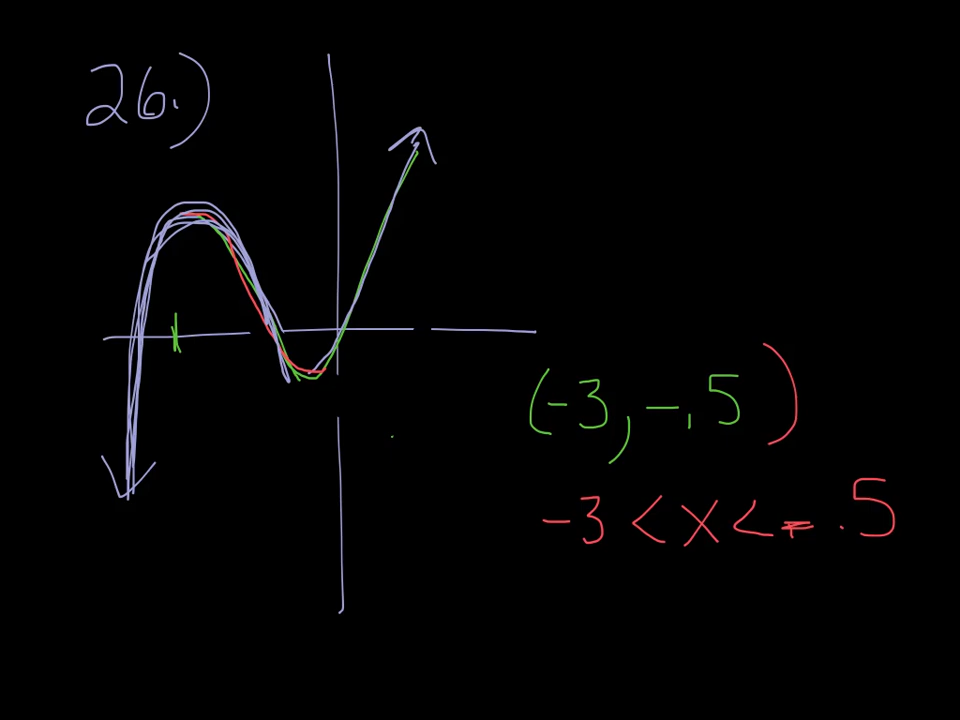 26.)
(-3, -.5)
-3 < x < -.5